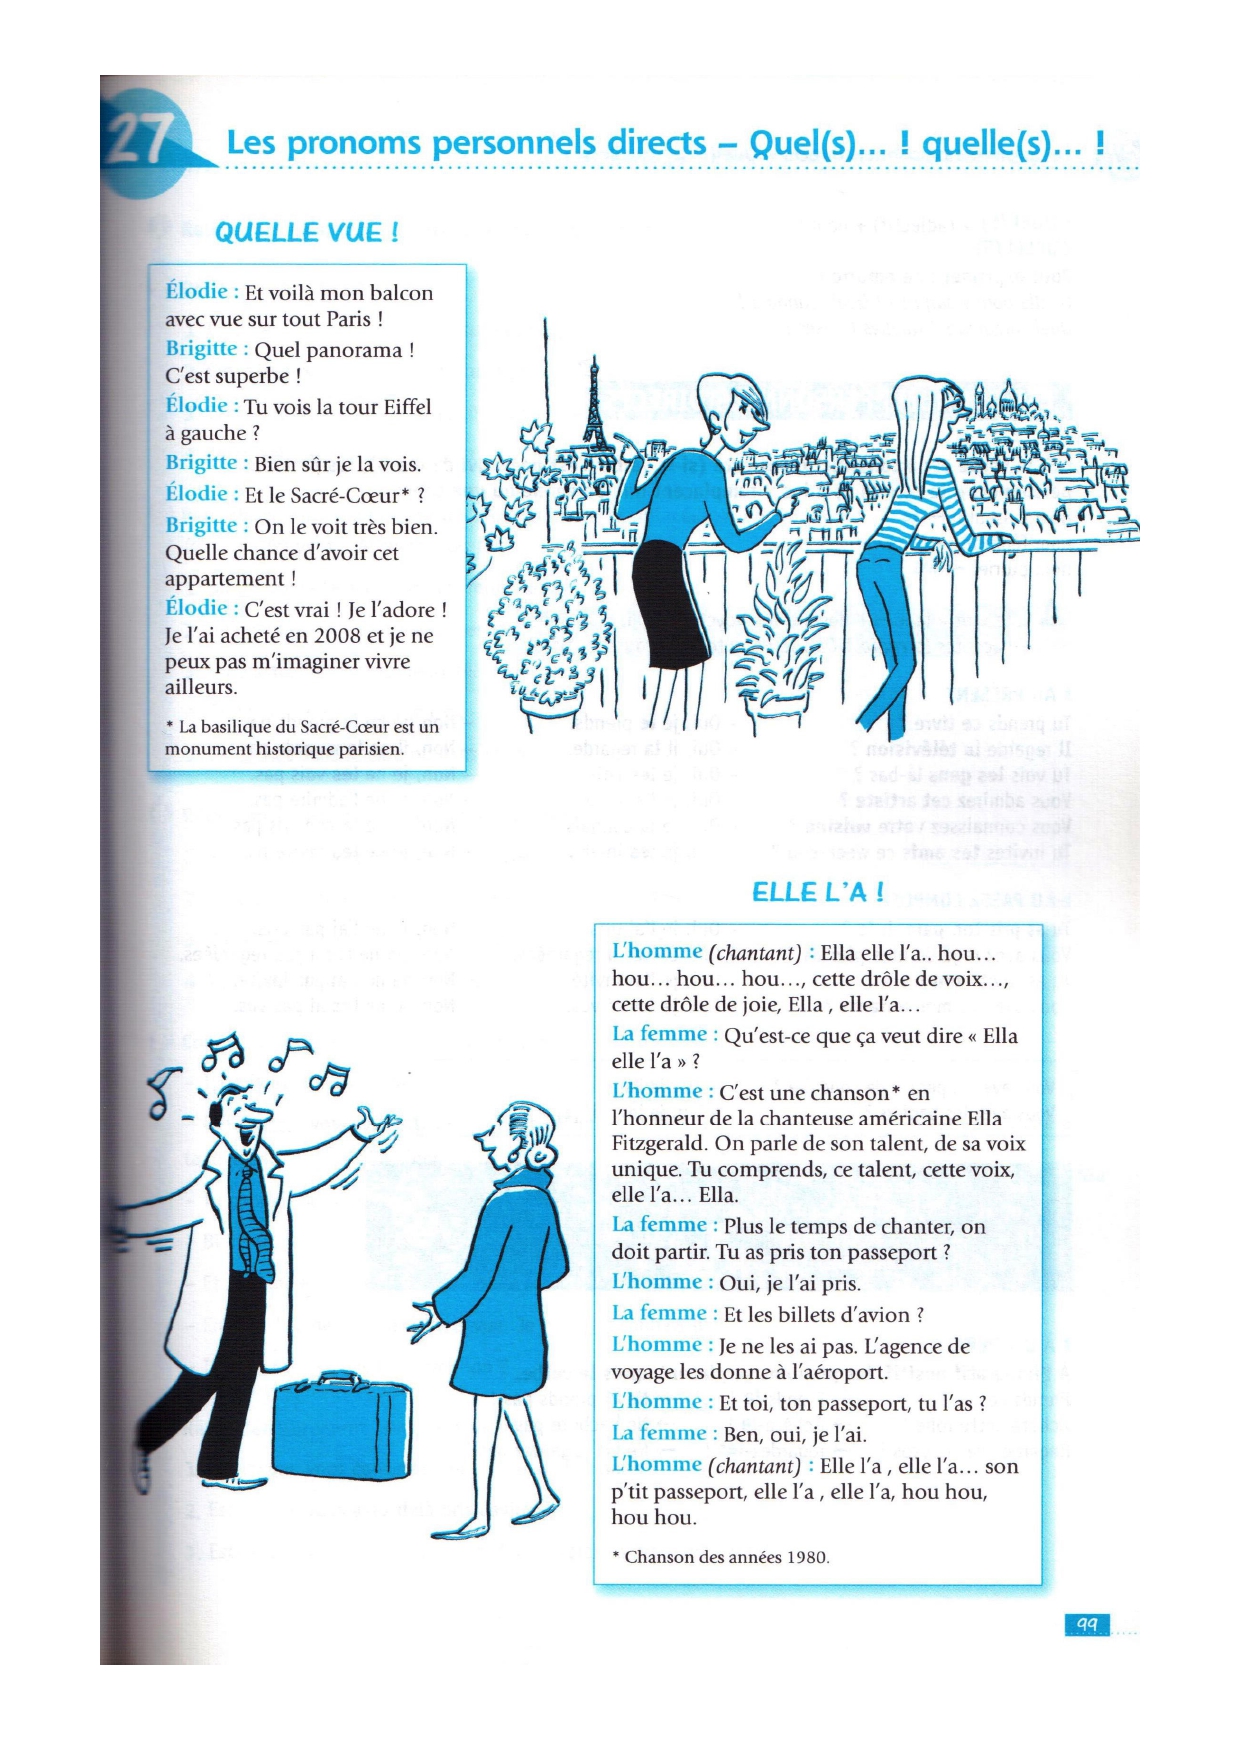 27
Les pronoms personnels directs – Quel(s)... ! quelle(s)... !
QUELLE VUE !
Élodie : Et voilà mon balcon
avec vue sur tout Paris !
Brigitte : Quel panorama !
C'est superbe !
Élodie : Tu vois la tour Eiffel
à gauche ?
Brigitte : Bien sûr je la vois.
Élodie : Et le Sacré-Cœur* ?
Brigitte : On le voit très bien.
Quelle chance d'avoir cet
appartement !
Élodie : C'est vrai ! Je l'adore !
Je l'ai acheté en 2008 et je ne
peux pas m'imaginer vivre
ailleurs.
* La basilique du Sacré-Cœur est un
monument historique parisien.
ELLE L'A !
L'homme (chantant) : Ella elle l'a.. hou...
hou... hou... hou..., cette drôle de voix...,
cette drôle de joie, Ella , elle l'a...
La femme : Qu'est-ce que ça veut dire « Ella
elle l'a » ?
L'homme : C'est une chanson* en
l'honneur de la chanteuse américaine Ella
Fitzgerald. On parle de son talent, de sa voix
unique. Tu comprends, ce talent, cette voix,
elle l'a... Ella.
La femme : Plus le temps de chanter, on
doit partir. Tu as pris ton passeport ?
L'homme : Oui, je l'ai pris.
La femme : Et les billets d'avion ?
L'homme : Je ne les ai pas. L'agence de
voyage les donne à l'aéroport.
L'homme : Et toi, ton passeport, tu l'as ?
La femme : Ben, oui, je l'ai.
L'homme (chantant) : Elle l'a , elle l'a... son
p'tit passeport, elle l'a , elle l'a, hou hou,
hou hou.
* Chanson des années 1980.
99